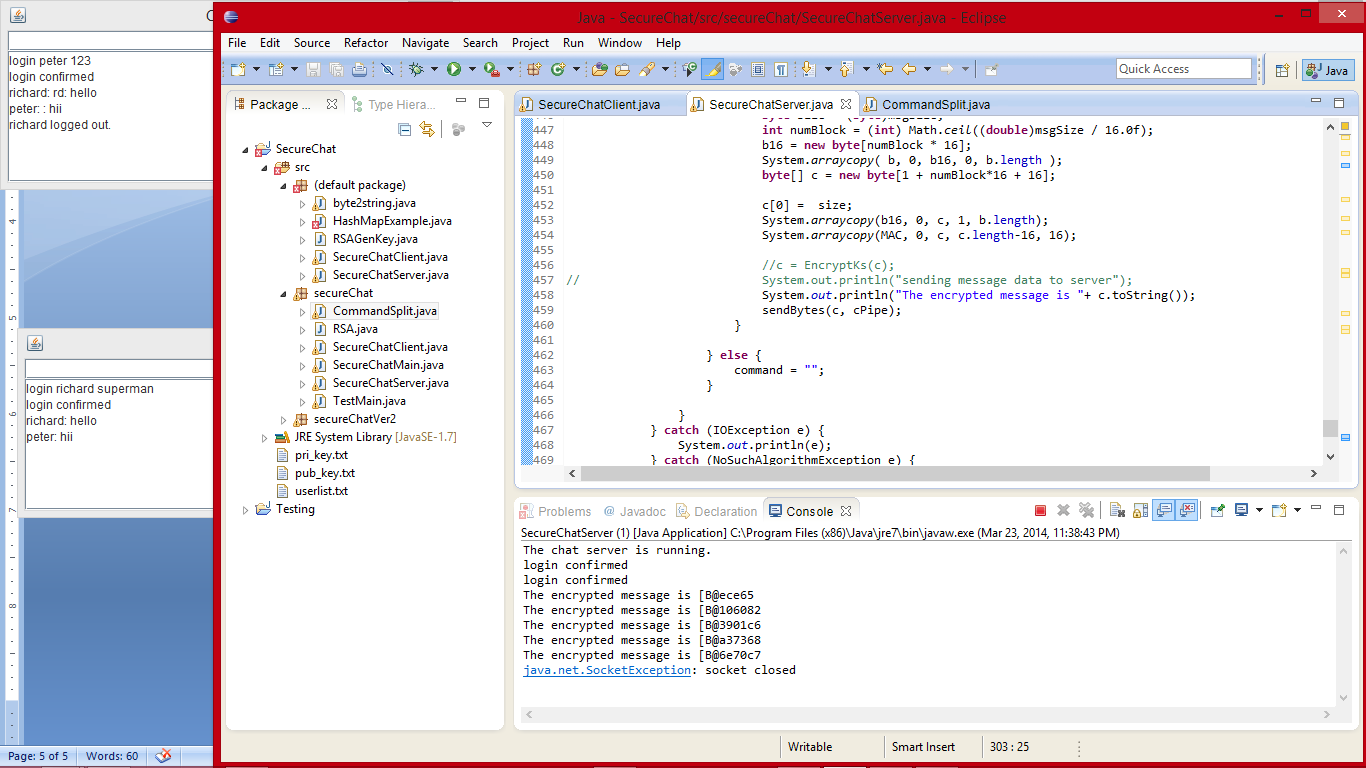 C
login peter 123
login confirmed
richard: rd: hello
peter: : hii
richard logged out.
4
5
login richard superman
login confirmed
richard: hello
peter: hii
6
7
8
Page: 5 of 5 Words: 60
Java - SecureChat/src/secureChat/SecureChatServer.java - Eclipse
File Edit Source Refactor Navigate Search Project Run Window Help
Quick Access Java
Package ... Type Hiera...
SecureChat
src
(default package)
byte2string.java
HashMapExample.java
RSAGenKey.java
SecureChatClient.java
SecureChatServer.java
secureChat
CommandSplit.java
RSA.java
SecureChatClient.java
SecureChatMain.java
SecureChatServer.java
TestMain.java
secureChatVer2
JRE System Library [JavaSE-1.7]
pri_key.txt
pub_key.txt
userlist.txt
Testing
SecureChatClient.java SecureChatServer.java CommandSplit.java
447 int numBlock = (int) Math.ceil((double)msgSize / 16.0f);
448 b16 = new byte[numBlock * 16];
449 System.arraycopy( b, 0, b16, 0, b.length );
450 byte[] c = new byte[1 + numBlock*16 + 16];
451
452 c[0] =  size;
453 System.arraycopy(b16, 0, c, 1, b.length);
454 System.arraycopy(MAC, 0, c, c.length-16, 16);
455
456 //c = EncryptKs(c);
457 // System.out.println("sending message data to server");
458 System.out.println("The encrypted message is "+ c.toString());
459 sendBytes(c, cPipe);
460 }
461
462 } else {
463 command = "";
464 }
465
466 }
467 } catch (IOException e) {
468 System.out.println(e);
469 } catch (NoSuchAlgorithmException e) {
Problems @ Javadoc Declaration Console
SecureChatServer (1) [Java Application] C:\Program Files (x86)\Java\jre7\bin\javaw.exe (Mar 23, 2014, 11:38:43 PM)
The chat server is running.
login confirmed
login confirmed
The encrypted message is [B@ece65
The encrypted message is [B@106082
The encrypted message is [B@3901c6
The encrypted message is [B@a37368
The encrypted message is [B@6e70c7
java.net.SocketException: socket closed
Writable Smart Insert 303 : 25